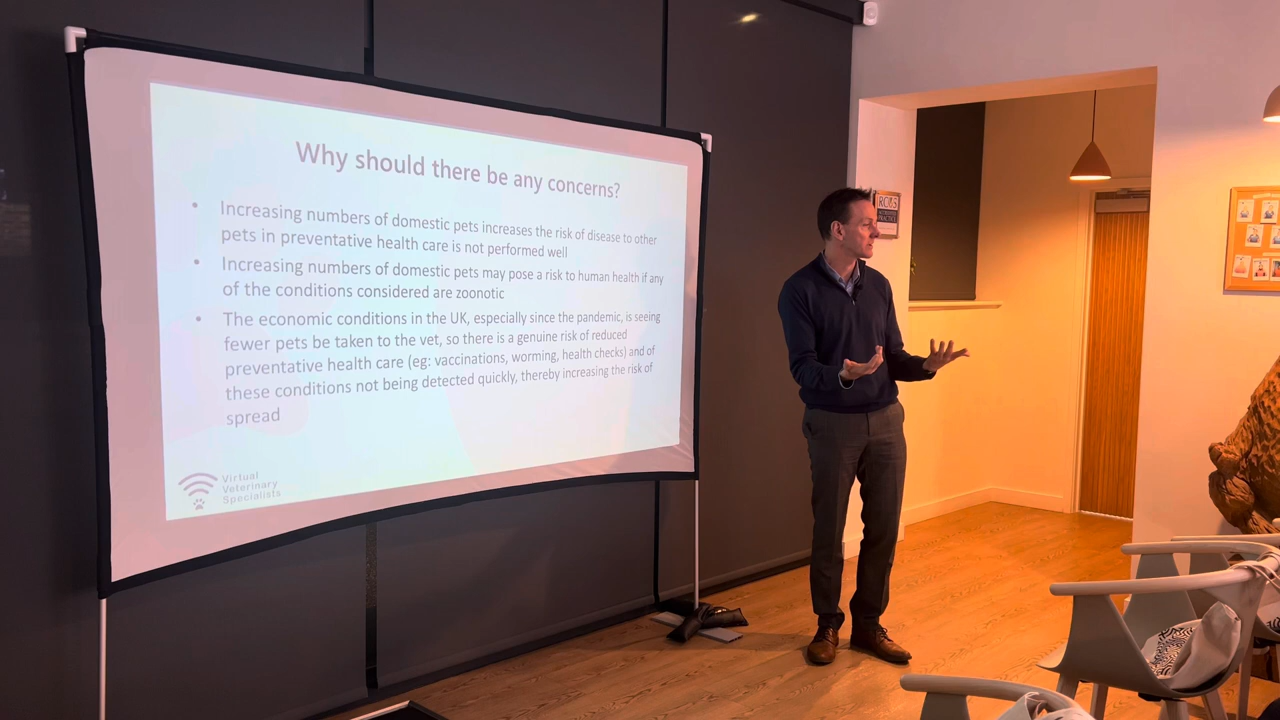 Why should there be any concerns?
• Increasing numbers of domestic pets increases the risk of disease to other
pets in preventative health care is not performed well
• Increasing numbers of domestic pets may pose a risk to human health if any
of the conditions considered are zoonotic
• The economic conditions in the UK, especially since the pandemic, is seeing
fewer pets be taken to the vet, so there is a genuine risk of reduced
preventative health care (eg: vaccinations, worming, health checks) and of
these conditions not being detected quickly, thereby increasing the risk of
spread
Virtual
Veterinary
Specialists
RCVS
ACCREDITED
PRACTICE